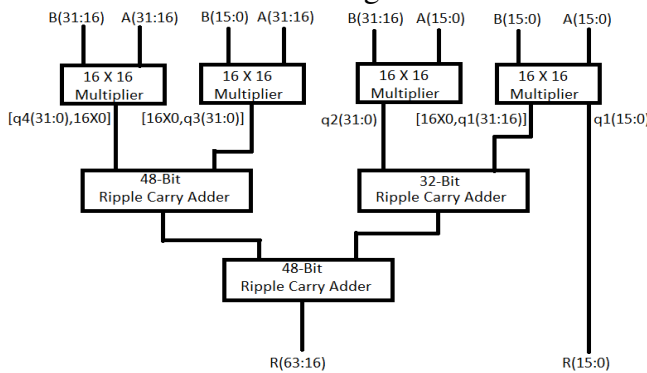 B(31:16) A(31:16) B(15:0) A(31:16) B(31:16) A(15:0) B(15:0) A(15:0)
16 X 16
Multiplier
16 X 16
Multiplier
16 X 16
Multiplier
16 X 16
Multiplier
[q4(31:0),16X0] [16X0,q3(31:0)] q2(31:0) [16X0,q1(31:16)] q1(15:0)
48-Bit
Ripple Carry Adder
32-Bit
Ripple Carry Adder
48-Bit
Ripple Carry Adder
R(63:16) R(15:0)